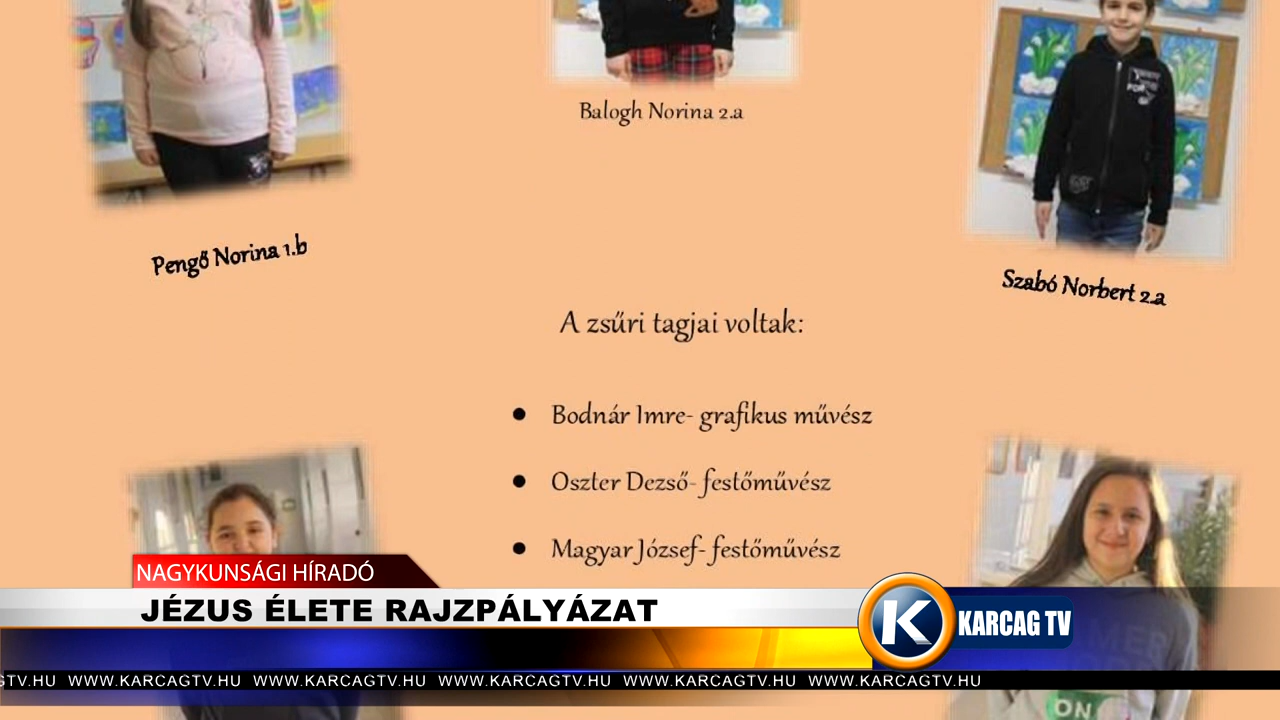 Balogh Norina 2.a
Pengő Norina 1.b
Szabó Norbert 2.a
A zsűri tagjai voltak:
Bodnár Imre- grafikus művész
Oszter Dezső- festőművész
Magyar József- festőművész
NAGYKUNSÁGI HÍRADÓ
JÉZUS ÉLETE RAJZPÁLYÁZAT
K KARCAG TV
GTV.HU WWW.KARCAGTV.HU WWW.KARCAGTV.HU WWW.KARCAGTV.HU WWW.KARCAGTV.HU WWW.KARCAGTV.HU